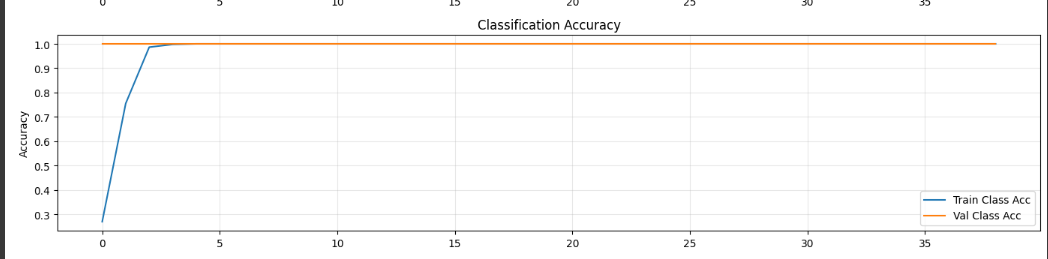 0 5 10 15 20 25 30 35
Classification Accuracy
1.0
0.9
0.8
0.7
0.6
0.5
0.4
0.3
Accuracy
Train Class Acc
Val Class Acc
0 5 10 15 20 25 30 35